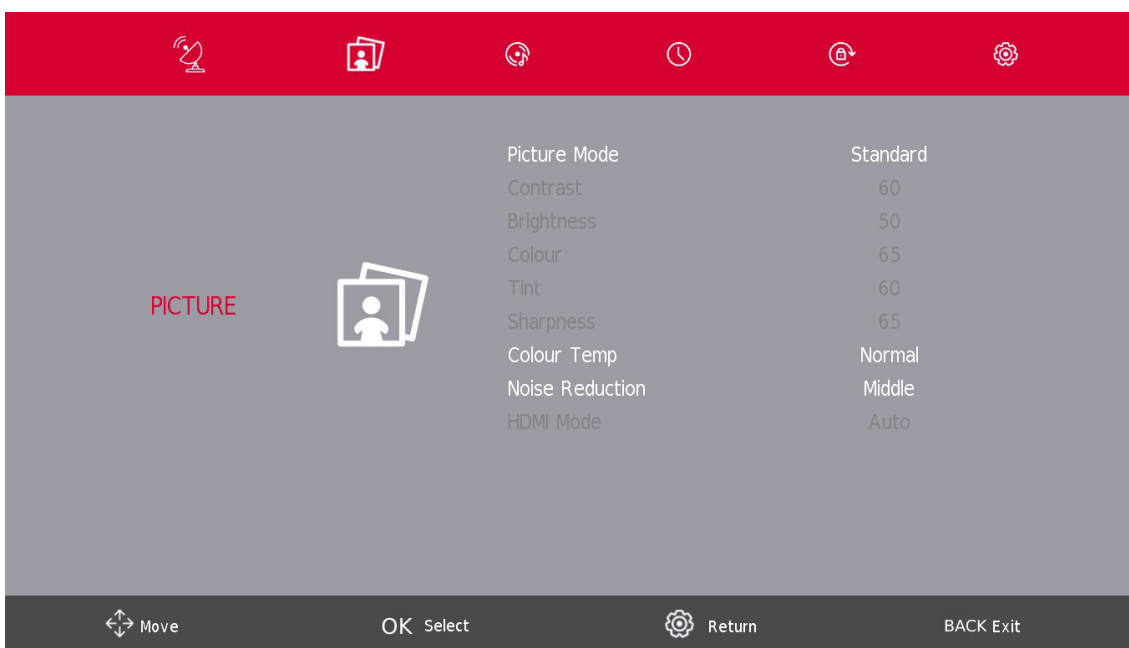 Picture Mode Standard
Contrast 60
Brightness 50
Colour 65
Tint 60
PICTURE
Sharpness 65
Colour Temp Normal
Noise Reduction Middle
HDMI Mode Auto
Move OK Select Return BACK Exit